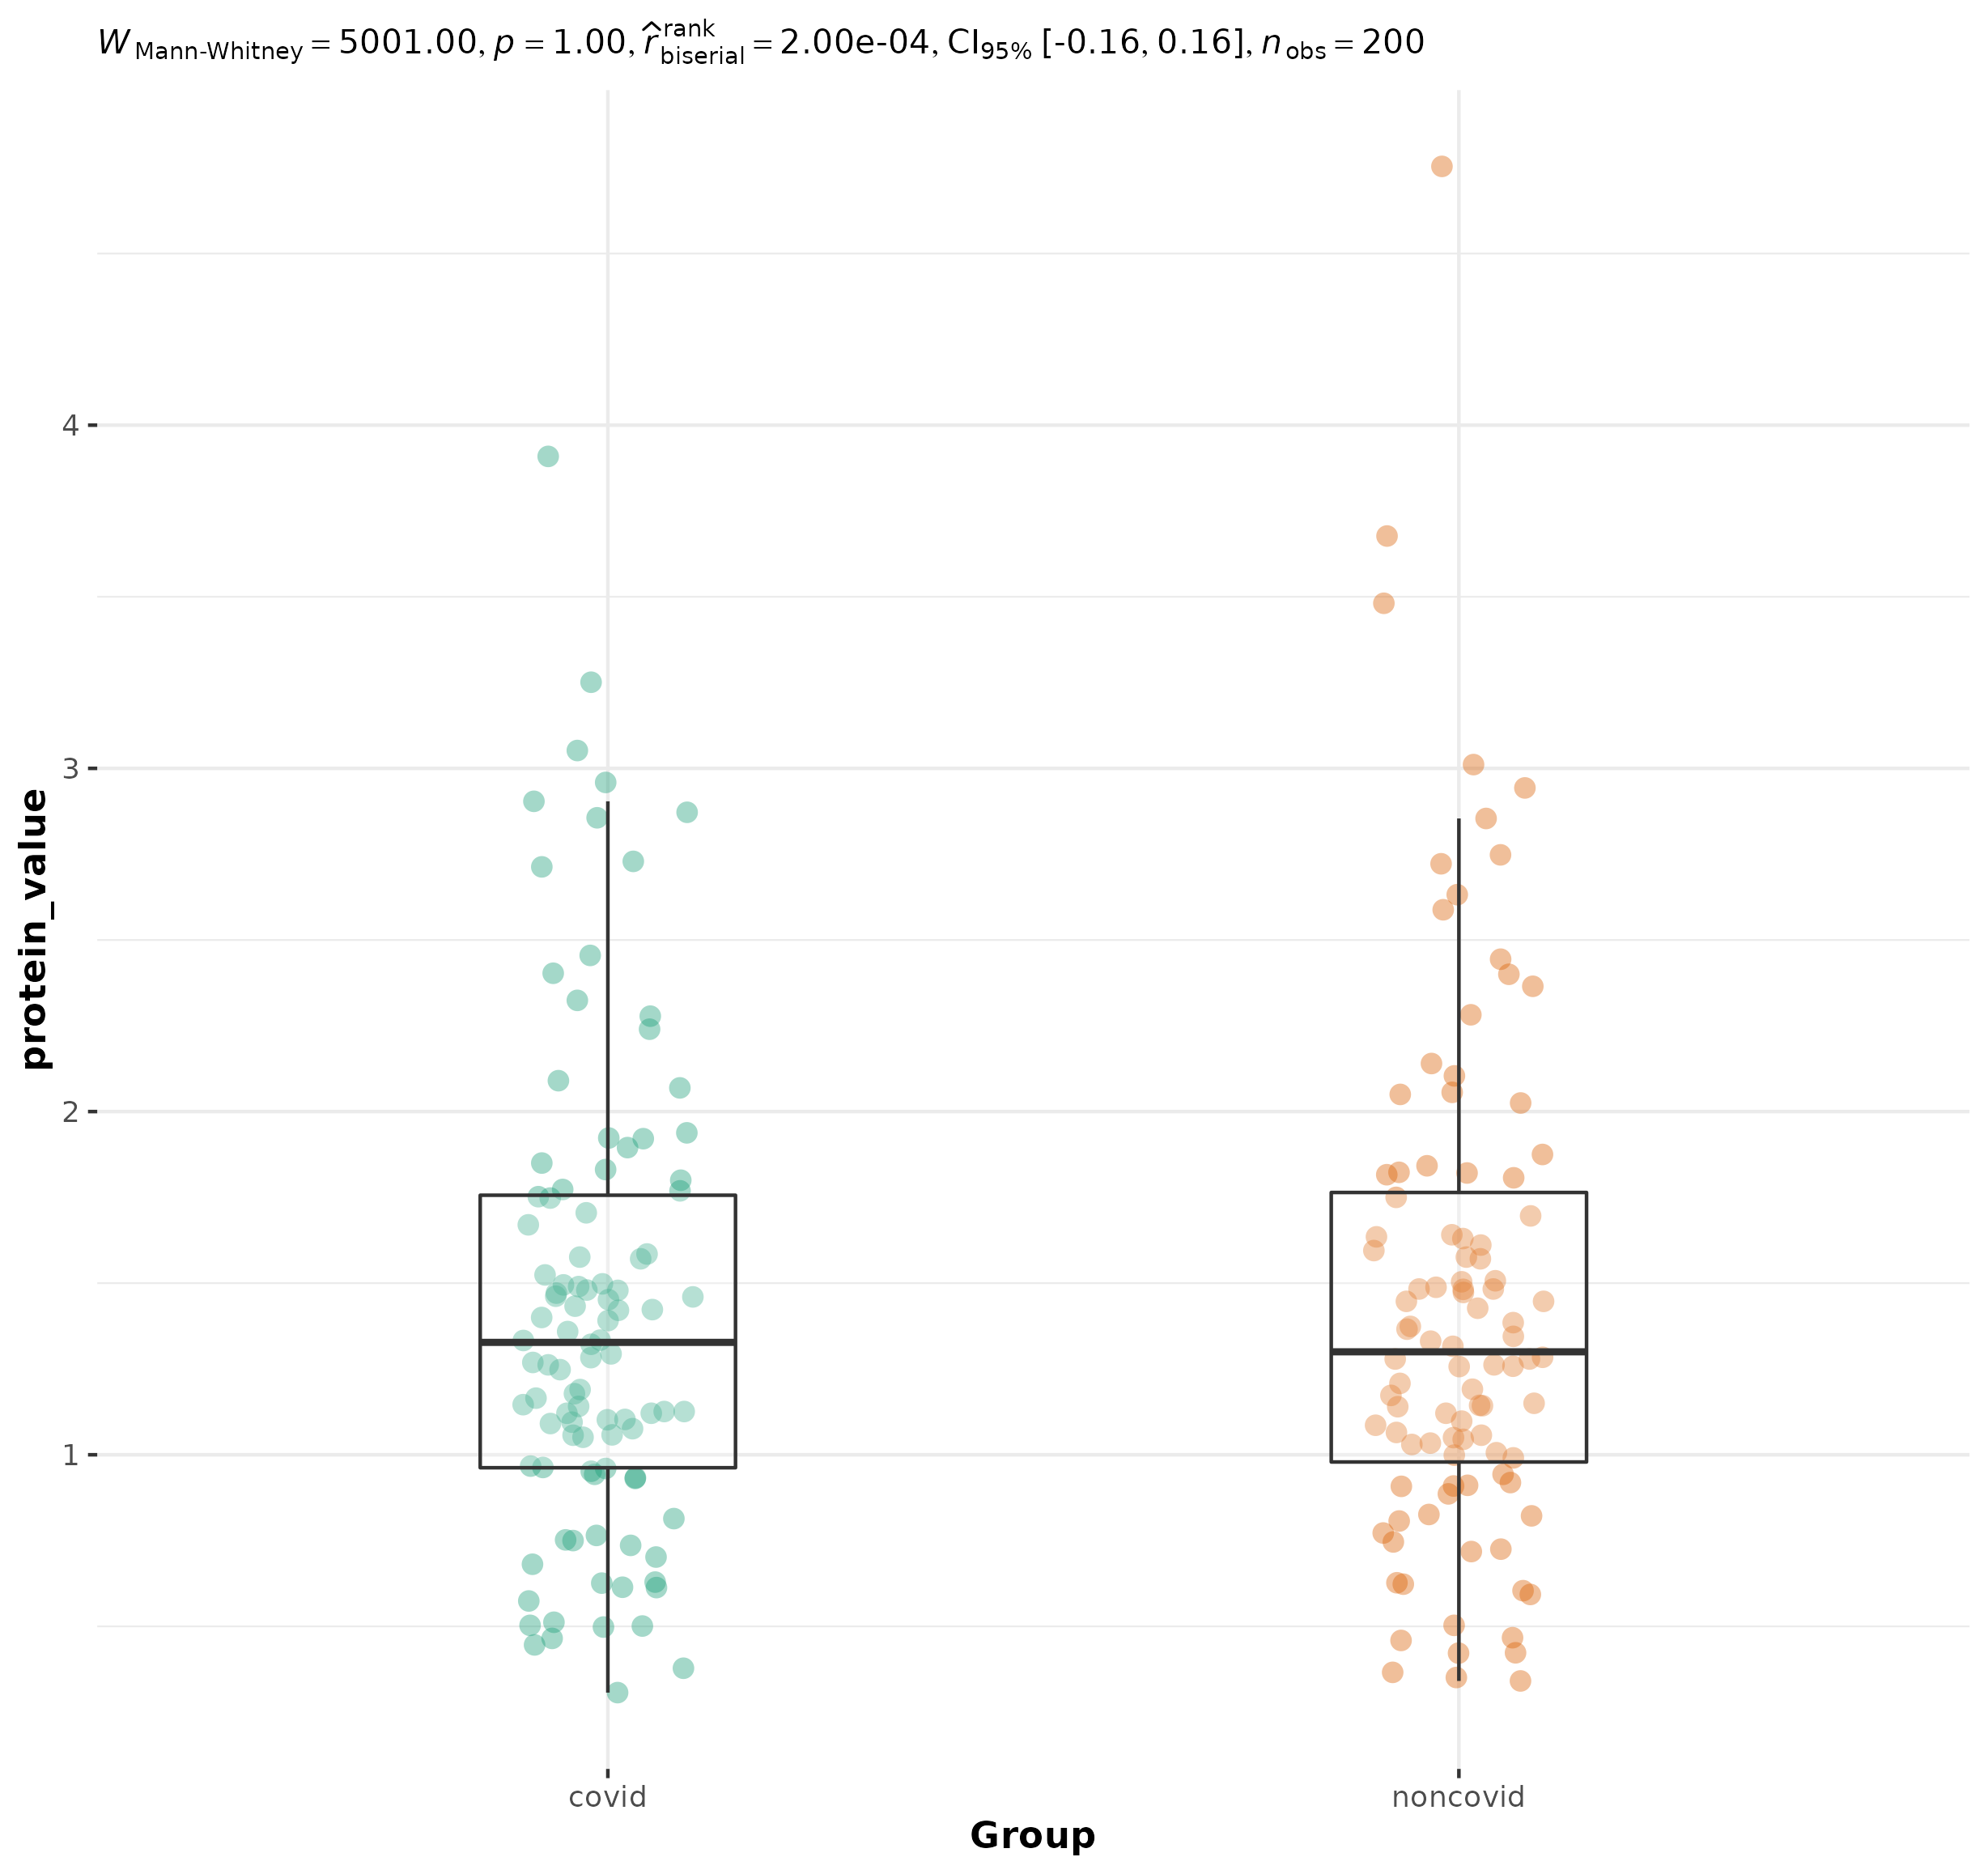 W Mann-Whitney = 5001.00, p = 1.00, r̂ rank biserial = 2.00e-04, CI95% [-0.16, 0.16], n obs = 200
4
3
2
1
protein_value
covid noncovid
Group